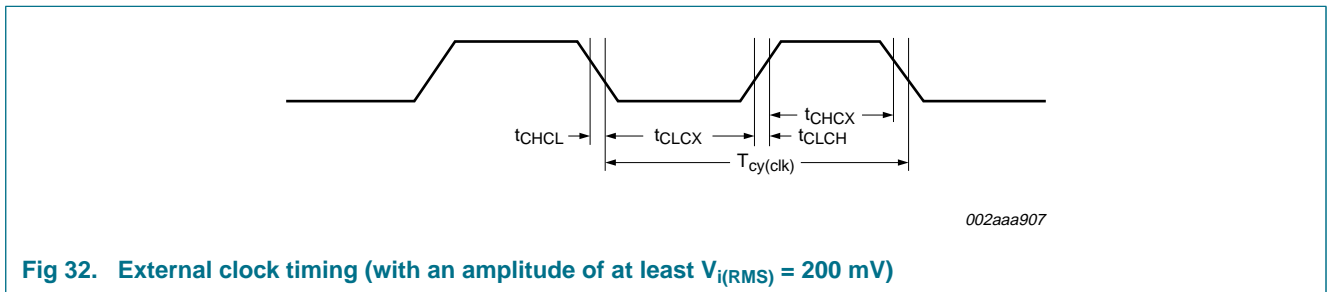 tCHCX
tCHCL
tCLCX
tCLCH
Tcy(clk)
002aaa907
Fig 32. External clock timing (with an amplitude of at least Vi(RMS) = 200 mV)